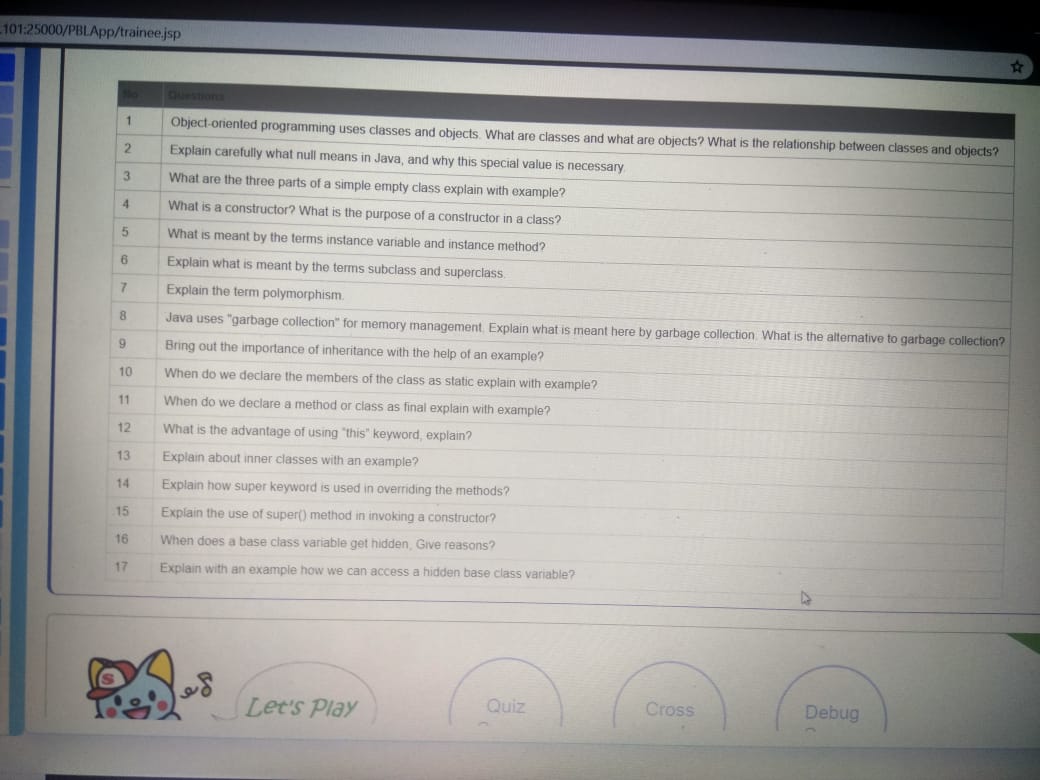 .101:25000/PBLApp/trainee.jsp
No Questions
1 Object-oriented programming uses classes and objects. What are classes and what are objects? What is the relationship between classes and objects?
2 Explain carefully what null means in Java, and why this special value is necessary.
3 What are the three parts of a simple empty class explain with example?
4 What is a constructor? What is the purpose of a constructor in a class?
5 What is meant by the terms instance variable and instance method?
6 Explain what is meant by the terms subclass and superclass.
7 Explain the term polymorphism.
8 Java uses "garbage collection" for memory management. Explain what is meant here by garbage collection. What is the alternative to garbage collection?
9 Bring out the importance of inheritance with the help of an example?
10 When do we declare the members of the class as static explain with example?
11 When do we declare a method or class as final explain with example?
12 What is the advantage of using "this" keyword, explain?
13 Explain about inner classes with an example?
14 Explain how super keyword is used in overriding the methods?
15 Explain the use of super() method in invoking a constructor?
16 When does a base class variable get hidden, Give reasons?
17 Explain with an example how we can access a hidden base class variable?
S
Let's Play
Quiz
Cross
Debug